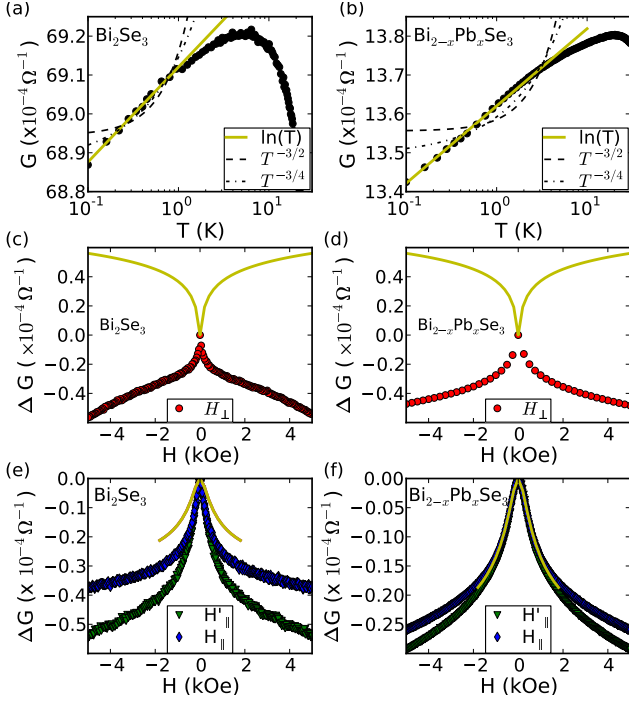 (a)
Bi₂Se₃
G (x10⁻⁴ Ω⁻¹)
69.2
69.1
69.0
68.9
68.8
ln(T)
T⁻³/²
T⁻³/⁴
10⁻¹
10⁰
10¹
T (K)
(b)
Bi₂₋ₓPbₓSe₃
G (x10⁻⁴ Ω⁻¹)
13.8
13.7
13.6
13.5
13.4
ln(T)
T⁻³/²
T⁻³/⁴
10⁻¹
10⁰
10¹
T (K)
(c)
Bi₂Se₃
Δ G ( ×10⁻⁴ Ω⁻¹)
0.4
0.2
0.0
−0.2
−0.4
H⊥
−4 −2 0 2 4
H (kOe)
(d)
Bi₂₋ₓPbₓSe₃
Δ G ( ×10⁻⁴ Ω⁻¹)
0.4
0.2
0.0
−0.2
−0.4
H⊥
−4 −2 0 2 4
H (kOe)
(e)
Bi₂Se₃
ΔG (x 10⁻⁴ Ω⁻¹)
0.0
−0.1
−0.2
−0.3
−0.4
−0.5
H'∥
H∥
−4 −2 0 2 4
H (kOe)
(f)
Bi₂₋ₓPbₓSe₃
ΔG (x 10⁻⁴ Ω⁻¹)
0.00
−0.05
−0.10
−0.15
−0.20
−0.25
H'∥
H∥
−4 −2 0 2 4
H (kOe)